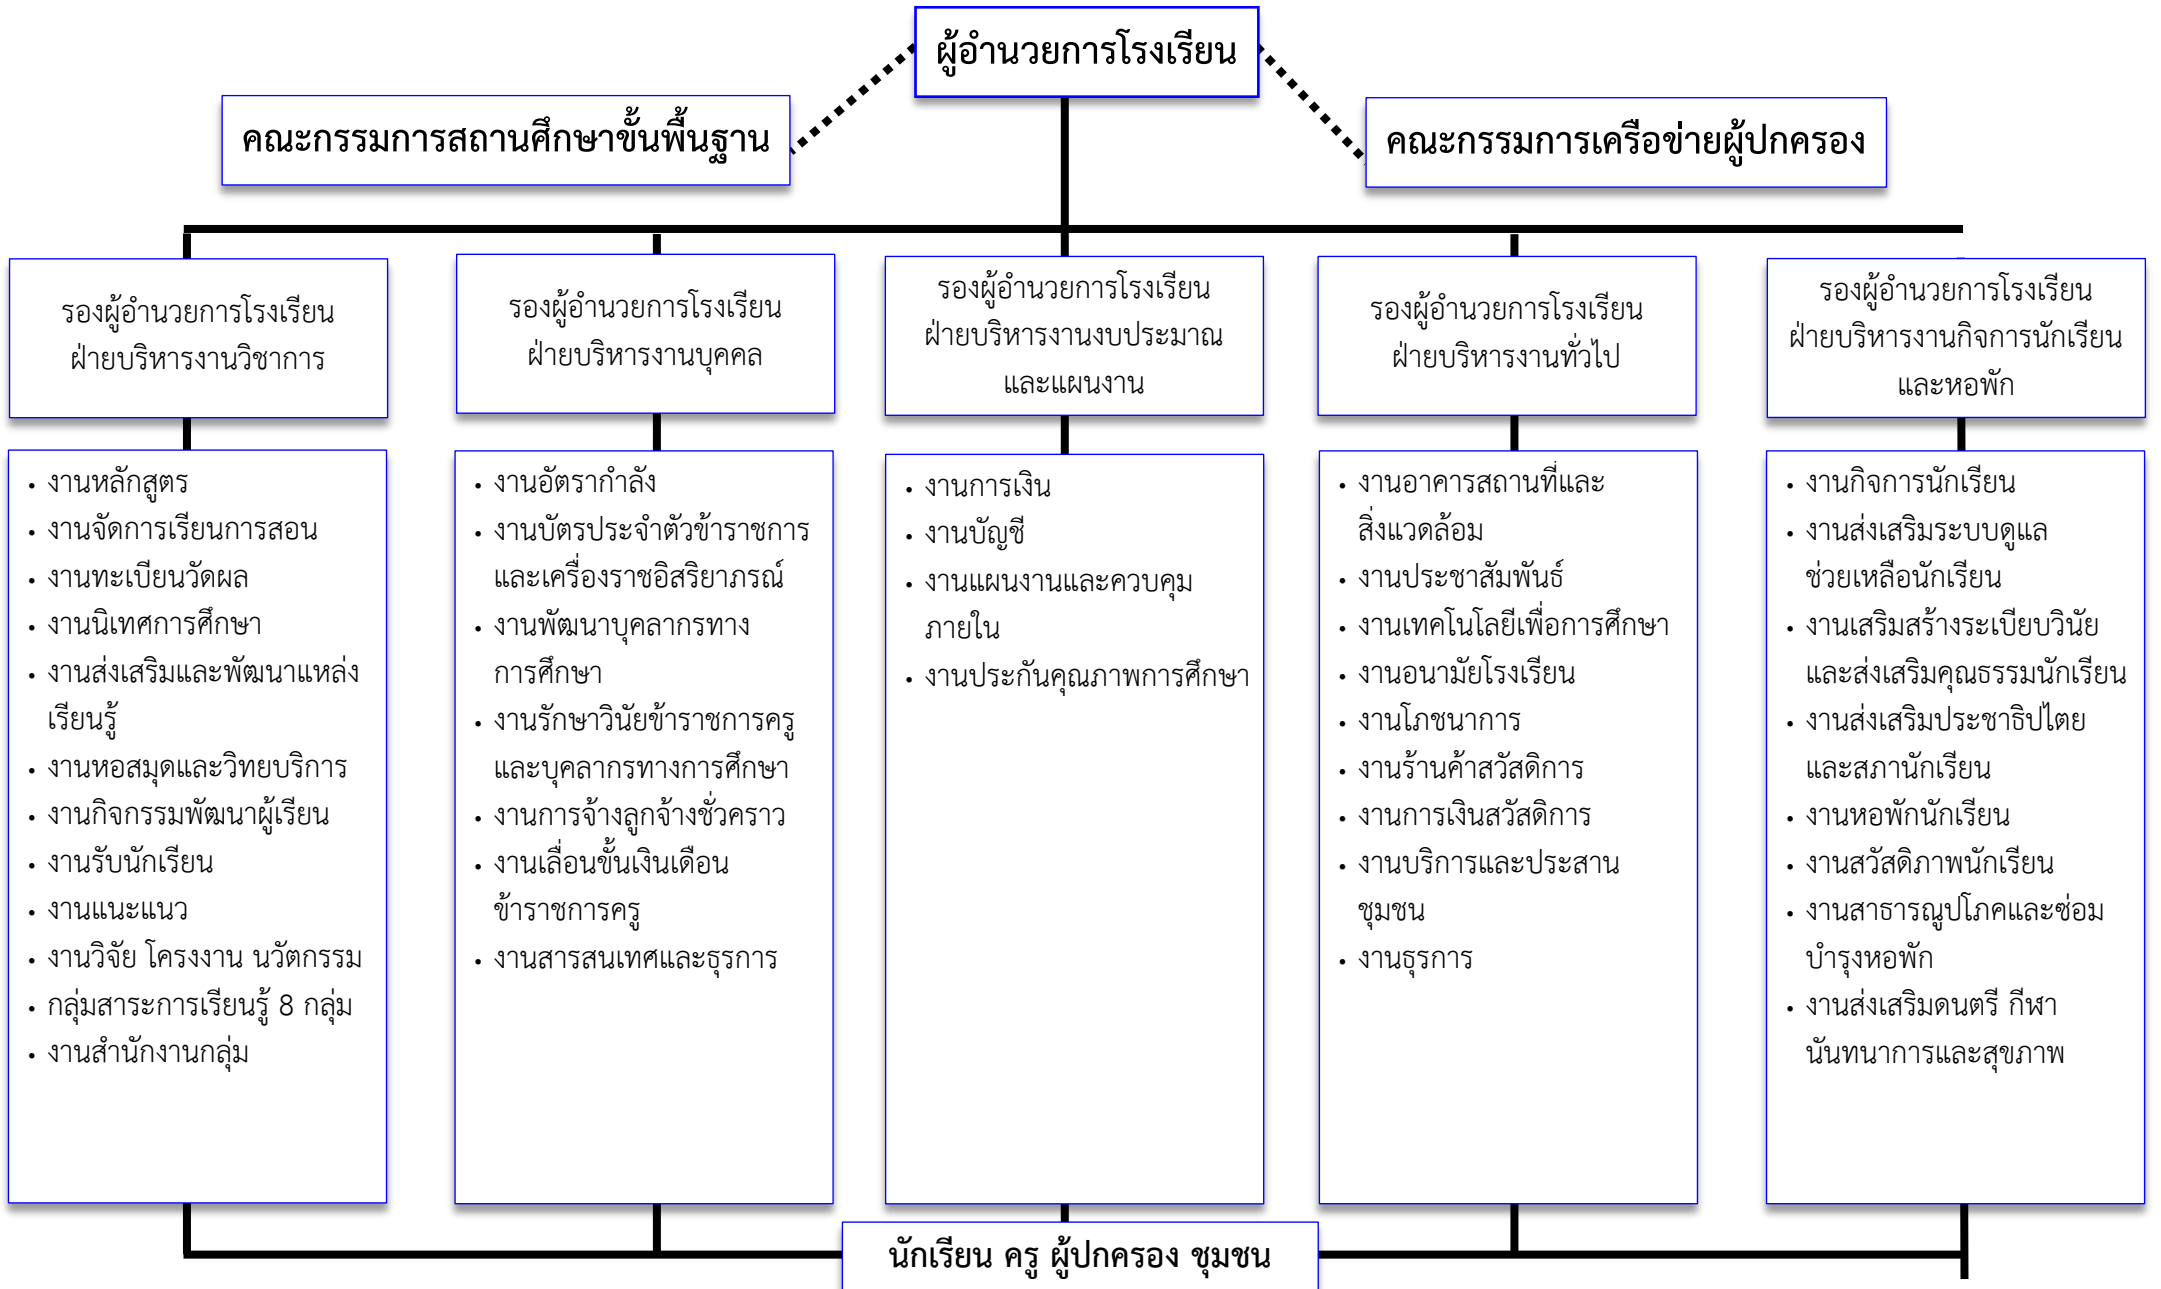 ผู้อำนวยการโรงเรียน
คณะกรรมการสถานศึกษาขั้นพื้นฐาน
คณะกรรมการเครือข่ายผู้ปกครอง
รองผู้อำนวยการโรงเรียน
ฝ่ายบริหารงานวิชาการ
รองผู้อำนวยการโรงเรียน
ฝ่ายบริหารงานบุคคล
รองผู้อำนวยการโรงเรียน
ฝ่ายบริหารงานงบประมาณ
และแผนงาน
รองผู้อำนวยการโรงเรียน
ฝ่ายบริหารงานทั่วไป
รองผู้อำนวยการโรงเรียน
ฝ่ายบริหารงานกิจการนักเรียน
และหอพัก
• งานหลักสูตร
• งานจัดการเรียนการสอน
• งานทะเบียนวัดผล
• งานนิเทศการศึกษา
• งานส่งเสริมและพัฒนาแหล่ง
เรียนรู้
• งานหอสมุดและวิทยบริการ
• งานกิจกรรมพัฒนาผู้เรียน
• งานรับนักเรียน
• งานแนะแนว
• งานวิจัย โครงงาน นวัตกรรม
• กลุ่มสาระการเรียนรู้ 8 กลุ่ม
• งานสำนักงานกลุ่ม
• งานอัตรากำลัง
• งานบัตรประจำตัวข้าราชการ
และเครื่องราชอิสริยาภรณ์
• งานพัฒนาบุคลากรทาง
การศึกษา
• งานรักษาวินัยข้าราชการครู
และบุคลากรทางการศึกษา
• งานการจ้างลูกจ้างชั่วคราว
• งานเลื่อนขั้นเงินเดือน
ข้าราชการครู
• งานสารสนเทศและธุรการ
• งานการเงิน
• งานบัญชี
• งานแผนงานและควบคุม
ภายใน
• งานประกันคุณภาพการศึกษา
• งานอาคารสถานที่และ
สิ่งแวดล้อม
• งานประชาสัมพันธ์
• งานเทคโนโลยีเพื่อการศึกษา
• งานอนามัยโรงเรียน
• งานโภชนาการ
• งานร้านค้าสวัสดิการ
• งานการเงินสวัสดิการ
• งานบริการและประสาน
ชุมชน
• งานธุรการ
• งานกิจการนักเรียน
• งานส่งเสริมระบบดูแล
ช่วยเหลือนักเรียน
• งานเสริมสร้างระเบียบวินัย
และส่งเสริมคุณธรรมนักเรียน
• งานส่งเสริมประชาธิปไตย
และสภานักเรียน
• งานหอพักนักเรียน
• งานสวัสดิภาพนักเรียน
• งานสาธารณูปโภคและซ่อม
บำรุงหอพัก
• งานส่งเสริมดนตรี กีฬา
นันทนาการและสุขภาพ
นักเรียน ครู ผู้ปกครอง ชุมชน